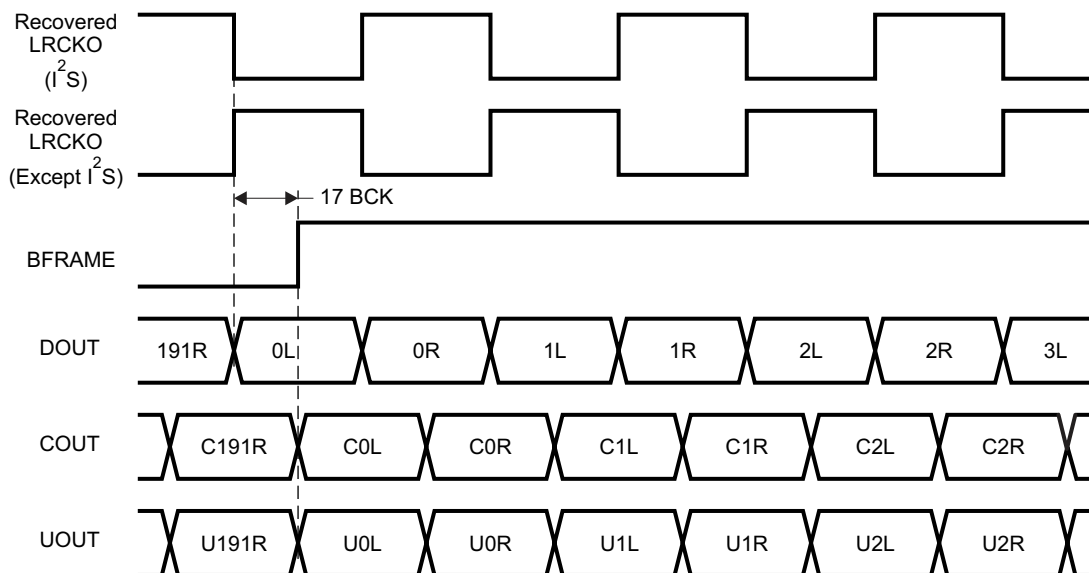 Recovered
LRCKO
(I²S)
Recovered
LRCKO
(Except I²S)
17 BCK
BFRAME
DOUT
191R 0L 0R 1L 1R 2L 2R 3L
COUT
C191R C0L C0R C1L C1R C2L C2R
UOUT
U191R U0L U0R U1L U1R U2L U2R